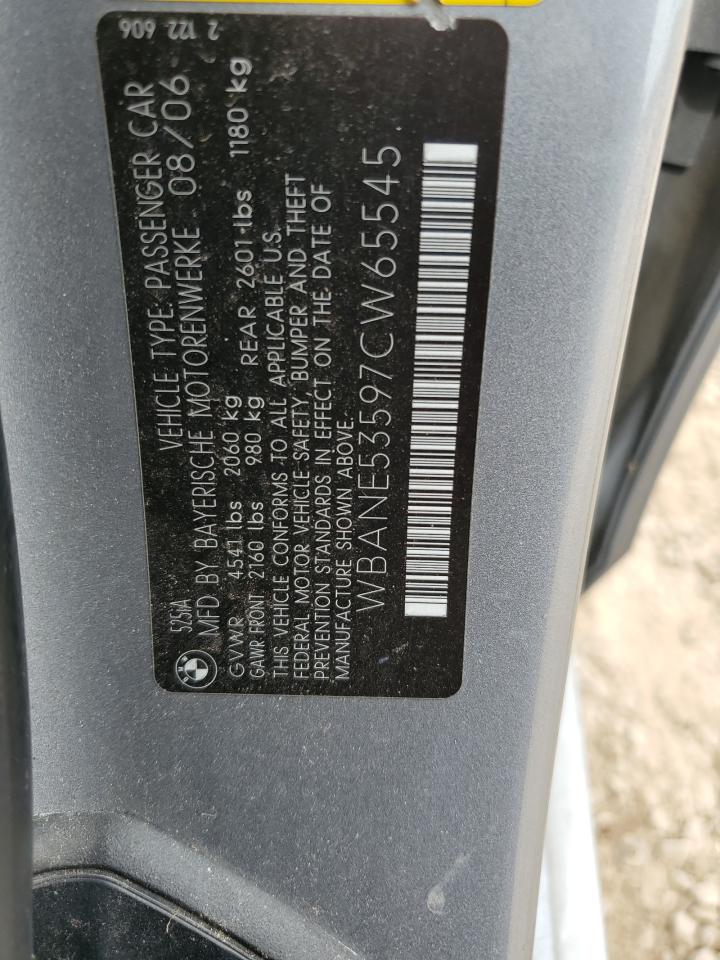 2 122 606
525iA VEHICLE TYPE: PASSENGER CAR
MFD BY BAYERISCHE MOTORENWERKE 08/06
GVWR 4541 lbs 2060 kg
GAWR FRONT 2160 lbs 980 kg REAR 2601 lbs 1180 kg
THIS VEHICLE CONFORMS TO ALL APPLICABLE U.S.
FEDERAL MOTOR VEHICLE SAFETY, BUMPER AND THEFT
PREVENTION STANDARDS IN EFFECT ON THE DATE OF
MANUFACTURE SHOWN ABOVE.
WBANE53597CW65545